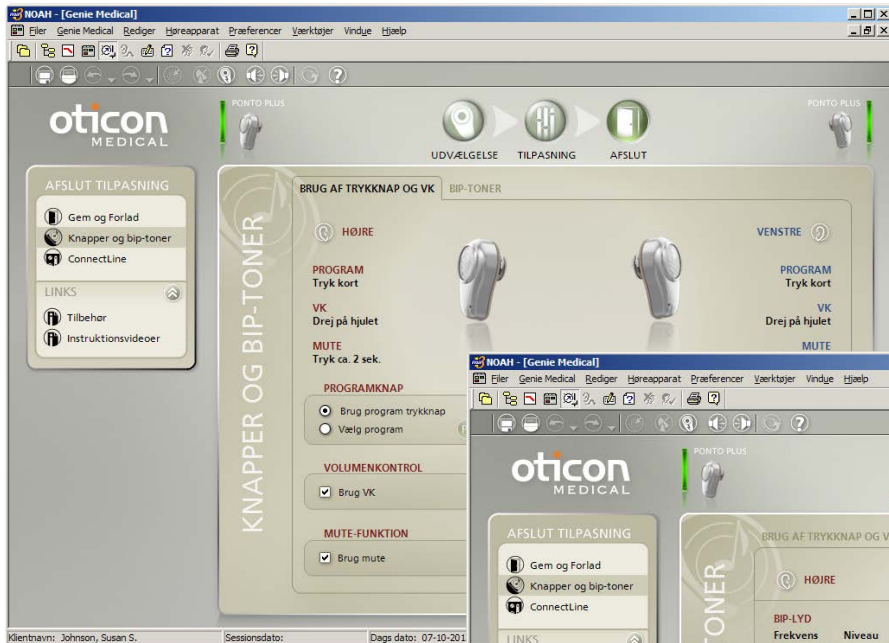 NOAH - [Genie Medical]
Filer Genie Medical Rediger Høreapparat Præferencer Værktøjer Vindue Hjælp
oticon
MEDICAL
PONTO PLUS
UDVÆLGELSE TILPASNING AFSLUT
PONTO PLUS
AFSLUT TILPASNING
Gem og Forlad
Knapper og bip-toner
ConnectLine
LINKS
Tilbehør
Instruktionsvideoer
KNAPPER OG BIP-TONER
BRUG AF TRYKKNAP OG VK BIP-TONER
HØJRE
VENSTRE
PROGRAM
Tryk kort
VK
Drej på hjulet
MUTE
Tryk ca. 2 sek.
PROGRAM
Tryk kort
VK
Drej på hjulet
MUTE
PROGRAMKNAP
Brug program trykknap
Vælg program
VOLUMENKONTROL
Brug VK
MUTE-FUNKTION
Brug mute
Klientnavn: Johnson, Susan S. Sessionsdato: Dags dato: 07-10-201
NOAH - [Genie Medical]
Filer Genie Medical Rediger Høreapparat Præferencer Værktøjer Vindue Hjælp
oticon
MEDICAL
PONTO PLUS
AFSLUT TILPASNING
Gem og Forlad
Knapper og bip-toner
ConnectLine
LINKS
TONER
BRUG AF TRYKKNAP OG V
HØJRE
BIP-LYD
Frekvens Niveau